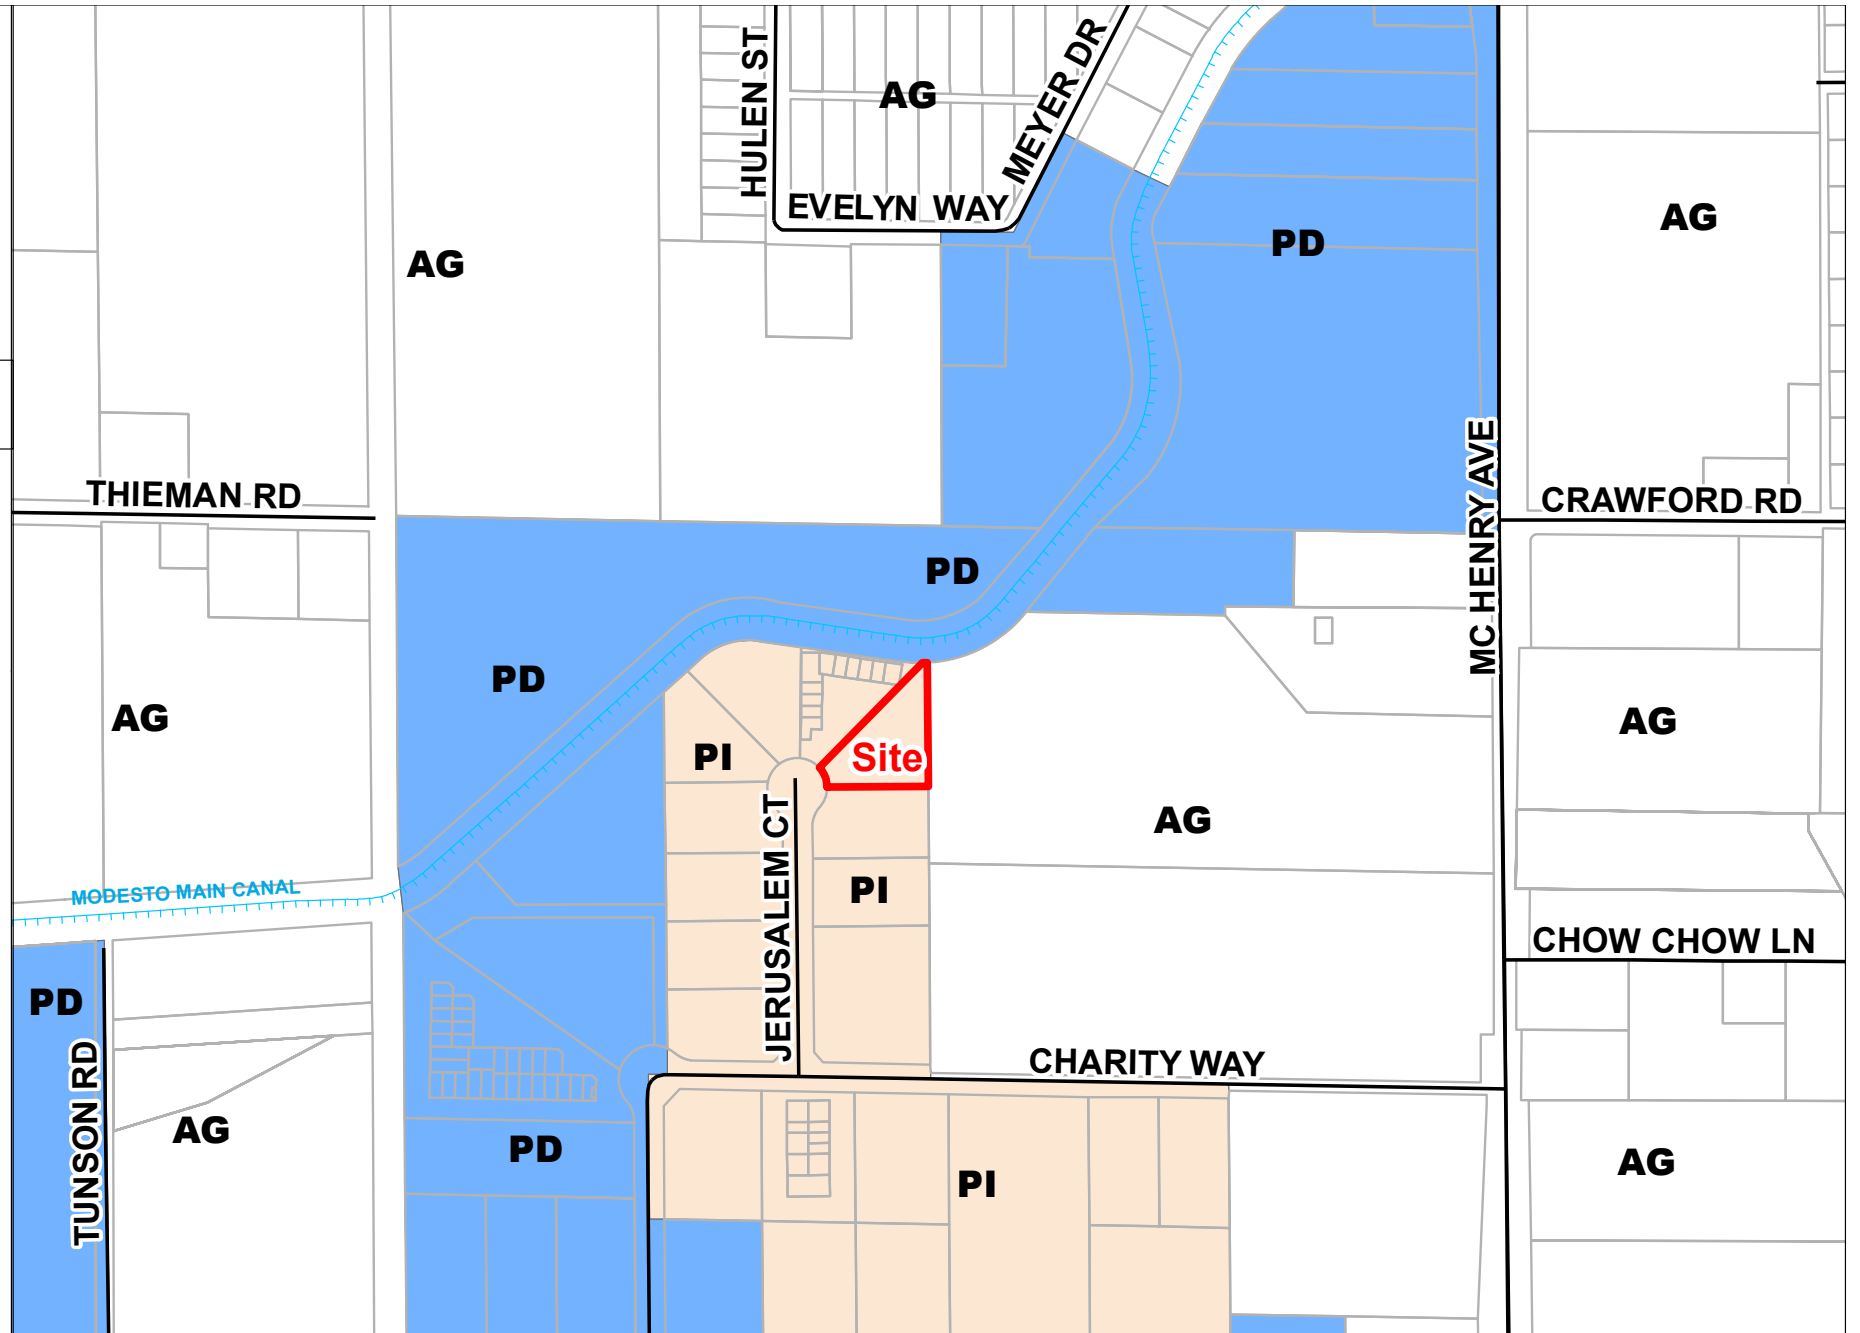 HULEN ST
AG
MEYER DR
EVELYN WAY
AG
PD
AG
THIEMAN RD
MC HENRY AVE
CRAWFORD RD
PD
PD
AG
PI
Site
AG
AG
JERUSALEM CT
PI
MODESTO MAIN CANAL
CHOW CHOW LN
PD
TUNSON RD
CHARITY WAY
AG
PD
PI
AG